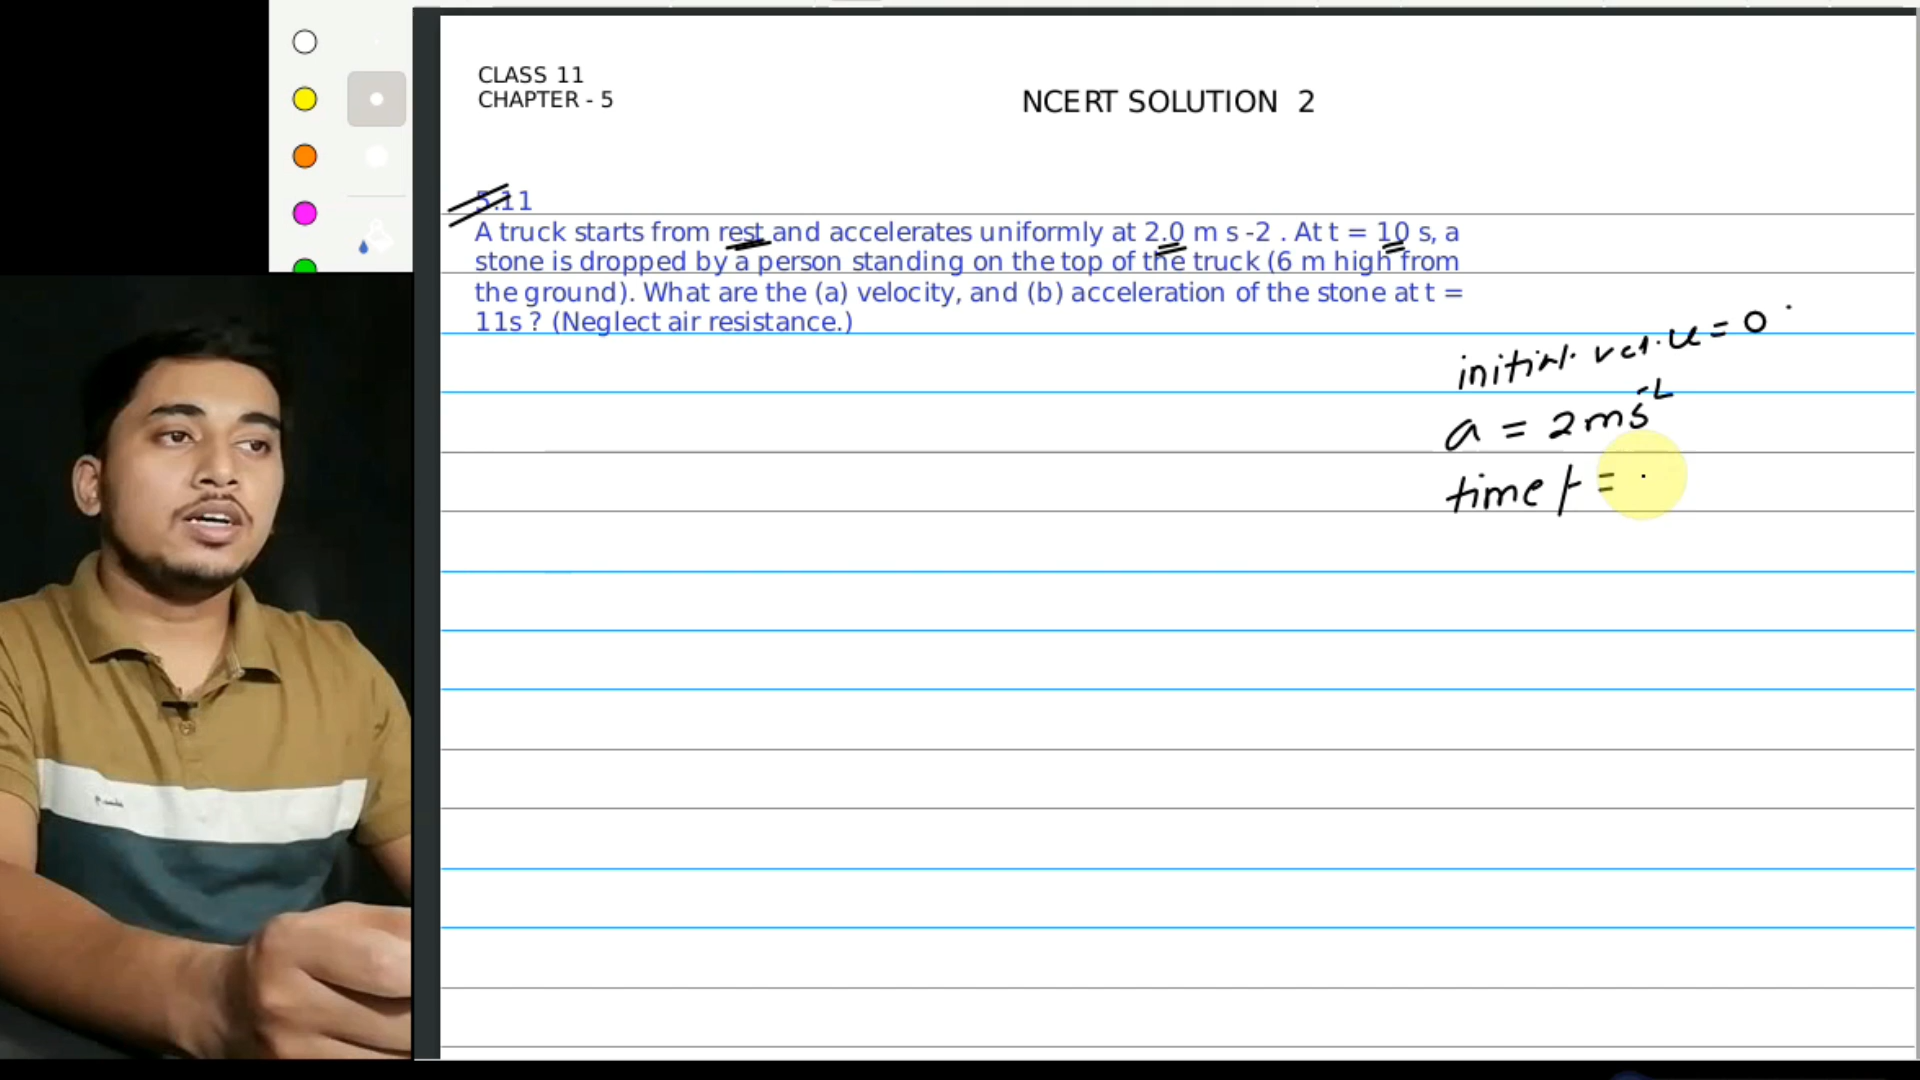 CLASS 11
CHAPTER - 5
NCERT SOLUTION 2
5.11
A truck starts from rest and accelerates uniformly at 2.0 m s -2 . At t = 10 s, a
stone is dropped by a person standing on the top of the truck (6 m high from
the ground). What are the (a) velocity, and (b) acceleration of the stone at t =
11s ? (Neglect air resistance.)
initial vel. u = 0
a = 2 ms⁻²
time t =